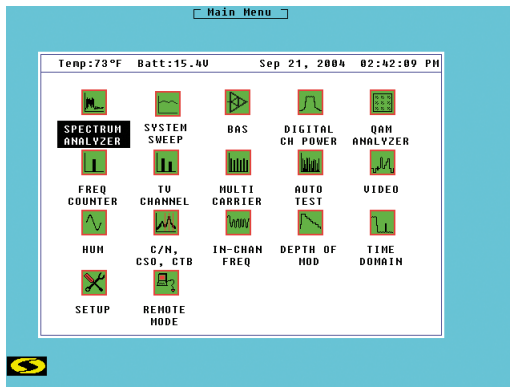 Main Menu
Temp:73°F Batt:15.4V Sep 21, 2004 02:42:09 PM
SPECTRUM ANALYZER
SYSTEM SWEEP
BAS
DIGITAL CH POWER
QAM ANALYZER
FREQ COUNTER
TV CHANNEL
MULTI CARRIER
AUTO TEST
VIDEO
HUM
C/N, CSO, CTB
IN-CHAN FREQ
DEPTH OF MOD
TIME DOMAIN
SETUP
REMOTE MODE